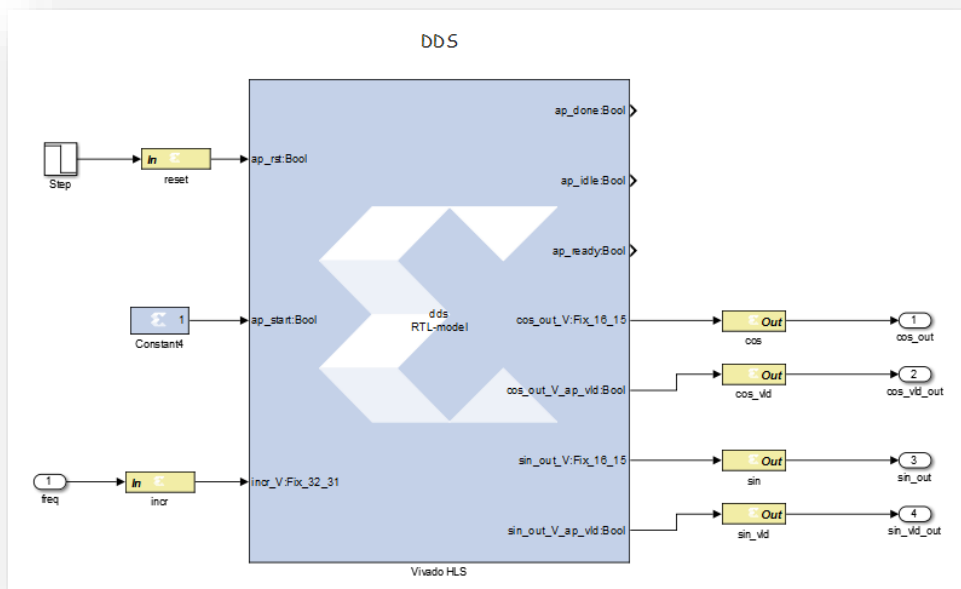 DDS
ap_done:Bool
In
ap_rst:Bool
Step
reset
ap_idle:Bool
ap_ready:Bool
1
ap_start:Bool
Constant4
dds
RTL-model
cos_out_V:Fix_16_15
Out
1
cos
cos_out
cos_out_V_ap_vld:Bool
Out
2
cos_vld
cos_vld_out
sin_out_V:Fix_16_15
Out
3
sin
sin_out
1
In
incr_V:Fix_32_31
freq
incr
sin_out_V_ap_vld:Bool
Out
4
sin_vld
sin_vld_out
Vivado HLS